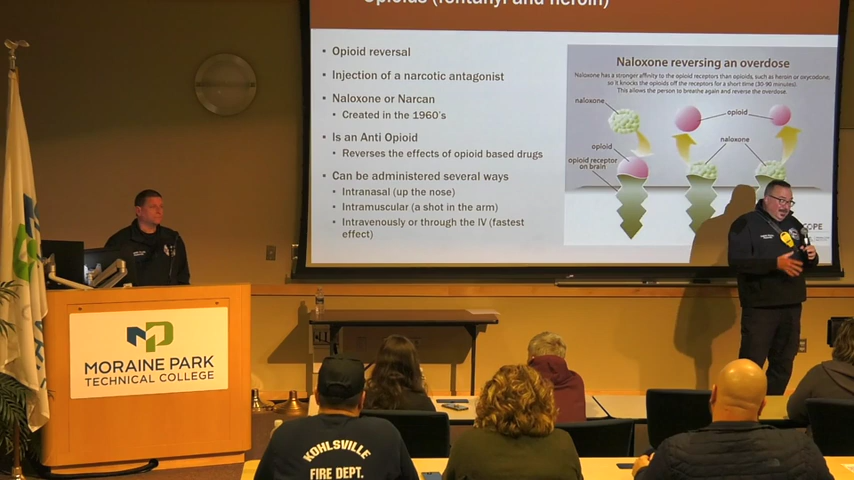 Opioids (fentanyl and heroin)
Opioid reversal
Injection of a narcotic antagonist
Naloxone or Narcan
Created in the 1960's
Is an Anti Opioid
Reverses the effects of opioid based drugs
Can be administered several ways
Intranasal (up the nose)
Intramuscular (a shot in the arm)
Intravenously or through the IV (fastest
effect)
Naloxone reversing an overdose
Naloxone has a stronger affinity to the opioid receptors than opioids, such as heroin or oxycodone,
so it knocks the opioids off the receptors for a short time (30-90 minutes).
This allows the person to breathe again and reverse the overdose.
naloxone
opioid
opioid receptor
on brain
opioid
naloxone
COPE
MORAINE PARK
TECHNICAL COLLEGE
KOHLSVILLE
FIRE DEPT.